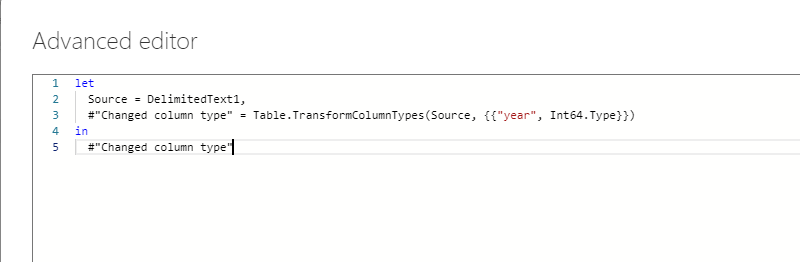 Advanced editor
1 let
2 Source = DelimitedText1,
3 #"Changed column type" = Table.TransformColumnTypes(Source, {{"year", Int64.Type}})
4 in
5 #"Changed column type"